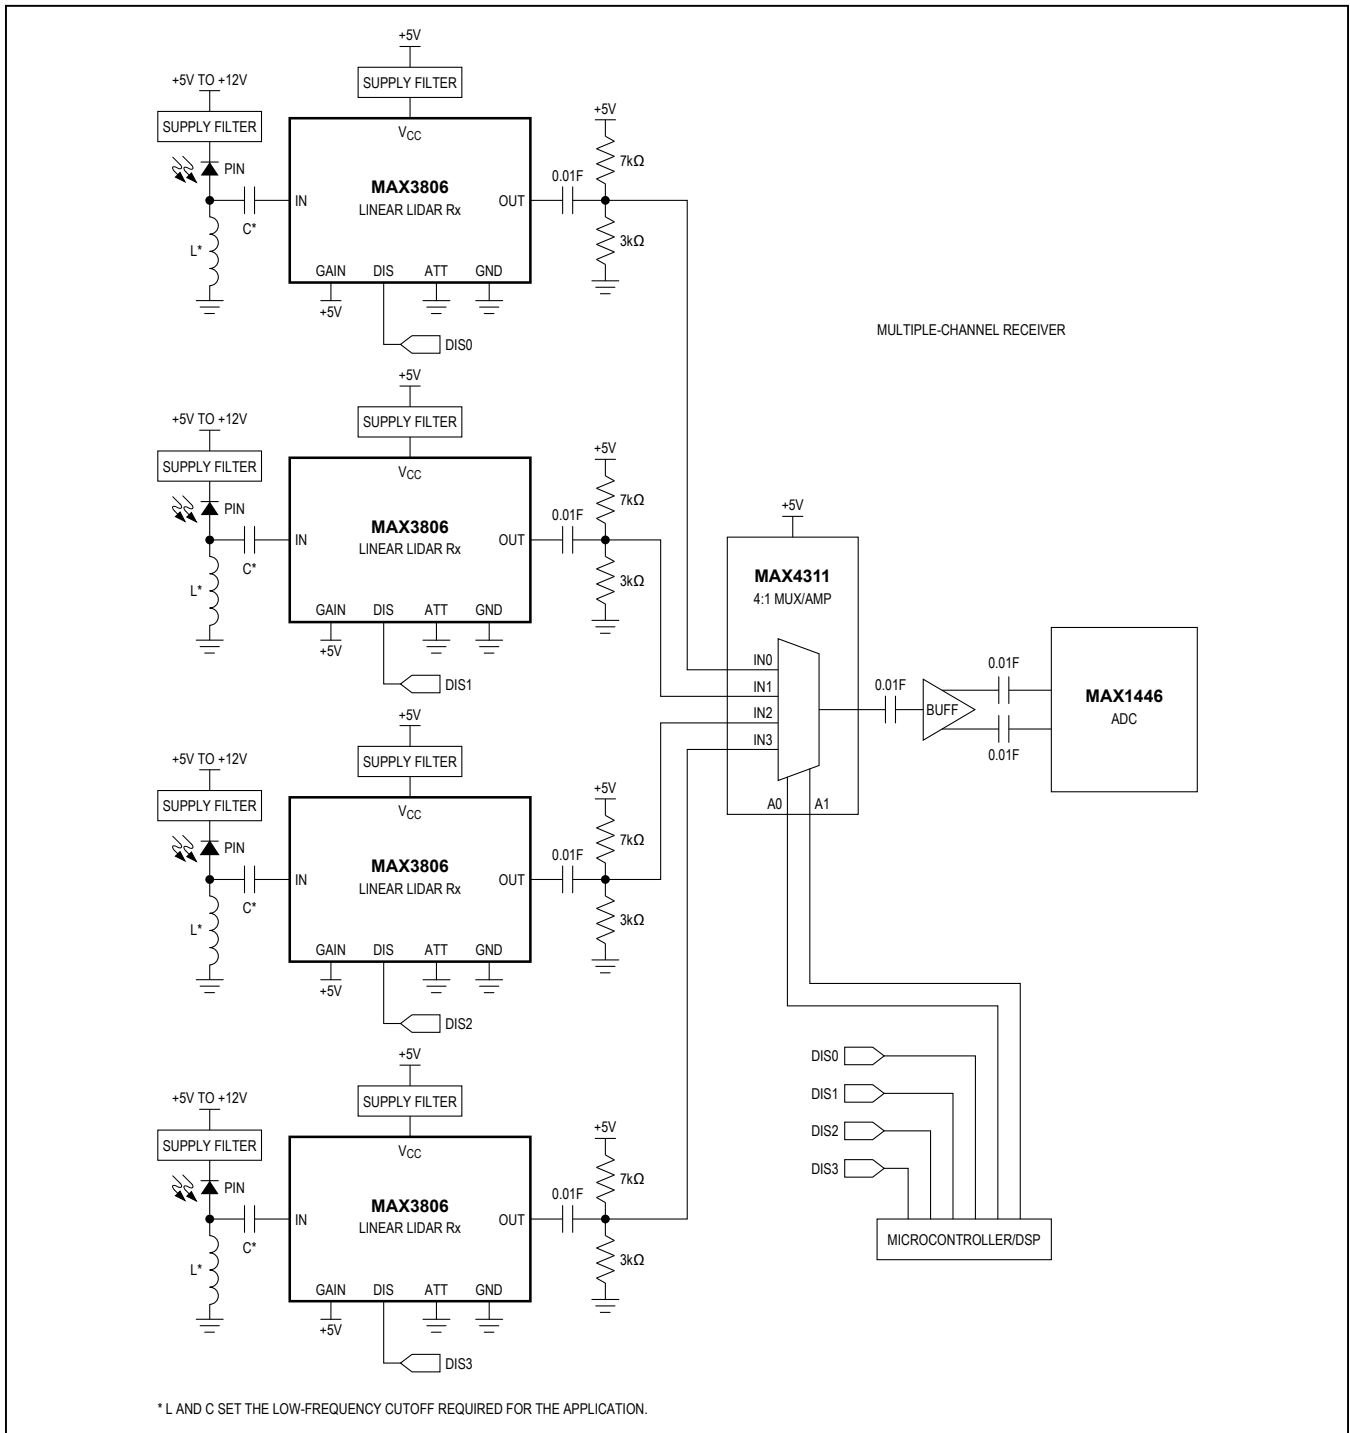 +5V
SUPPLY FILTER
+5V TO +12V
SUPPLY FILTER
PIN
C*
L*
VCC
MAX3806
LINEAR LIDAR Rx
IN
OUT
GAIN DIS ATT GND
+5V
DIS0
0.01F
+5V
7kΩ
3kΩ
MULTIPLE-CHANNEL RECEIVER
+5V
SUPPLY FILTER
+5V TO +12V
SUPPLY FILTER
PIN
C*
L*
VCC
MAX3806
LINEAR LIDAR Rx
IN
OUT
GAIN DIS ATT GND
+5V
DIS1
0.01F
+5V
7kΩ
3kΩ
+5V
SUPPLY FILTER
+5V TO +12V
SUPPLY FILTER
PIN
C*
L*
VCC
MAX3806
LINEAR LIDAR Rx
IN
OUT
GAIN DIS ATT GND
+5V
DIS2
0.01F
+5V
7kΩ
3kΩ
+5V
SUPPLY FILTER
+5V TO +12V
SUPPLY FILTER
PIN
C*
L*
VCC
MAX3806
LINEAR LIDAR Rx
IN
OUT
GAIN DIS ATT GND
+5V
DIS3
0.01F
+5V
7kΩ
3kΩ
+5V
MAX4311
4:1 MUX/AMP
IN0
IN1
IN2
IN3
A0 A1
0.01F
BUFF
0.01F
0.01F
MAX1446
ADC
DIS0
DIS1
DIS2
DIS3
MICROCONTROLLER/DSP
* L AND C SET THE LOW-FREQUENCY CUTOFF REQUIRED FOR THE APPLICATION.